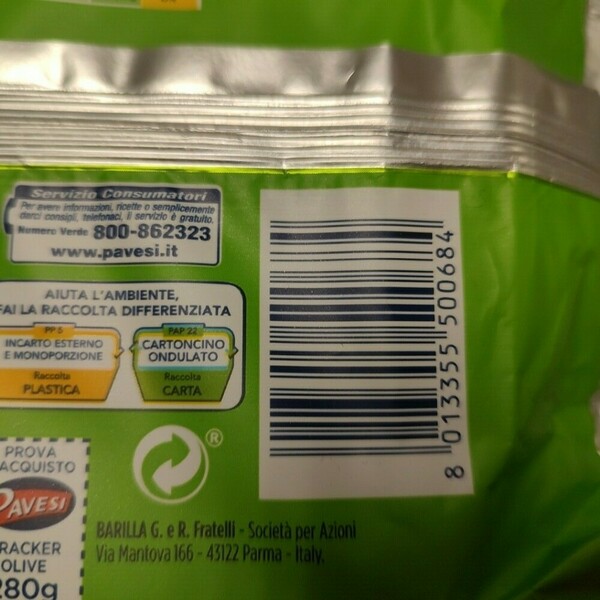 Servizio Consumatori
Per avere informazioni, ricette o semplicemente
darci consigli, telefonaci, il servizio è gratuito.
Numero Verde 800-862323
www.pavesi.it
AIUTA L'AMBIENTE,
FAI LA RACCOLTA DIFFERENZIATA
PP 5
INCARTO ESTERNO
E MONOPORZIONE
Raccolta
PLASTICA
PAP 22
CARTONCINO
ONDULATO
Raccolta
CARTA
8 013355 500684
®
PROVA
ACQUISTO
PAVESI
RACKER
OLIVE
280g
BARILLA G. e R. Fratelli - Società per Azioni
Via Mantova 166 - 43122 Parma - Italy,